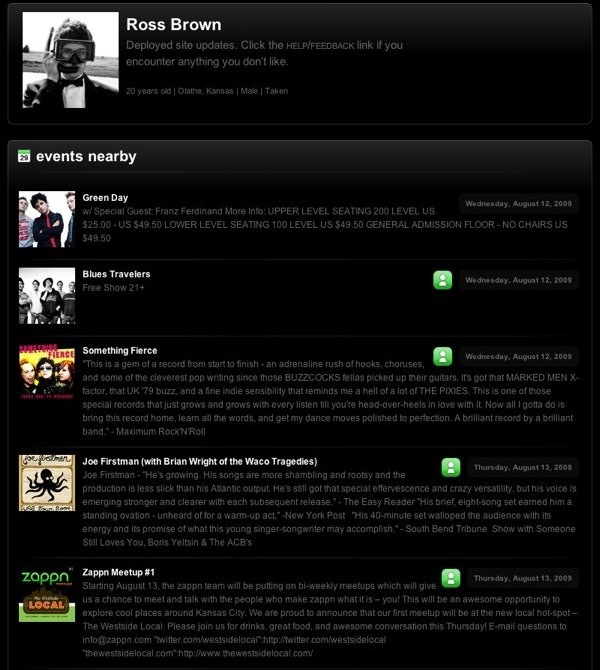 Ross Brown
Deployed site updates. Click the HELP/FEEDBACK link if you
encounter anything you don't like.
20 years old | Olathe, Kansas | Male | Taken
29 events nearby
Green Day
Wednesday, August 12, 2009
w/ Special Guest: Franz Ferdinand More Info: UPPER LEVEL SEATING 200 LEVEL US
$25.00 - US $49.50 LOWER LEVEL SEATING 100 LEVEL US $49.50 GENERAL ADMISSION FLOOR - NO CHAIRS US
$49.50
Blues Travelers
Wednesday, August 12, 2009
Free Show 21+
Something Fierce
Wednesday, August 12, 2009
SOMETHING
FIERCE
"This is a gem of a record from start to finish - an adrenaline rush of hooks, choruses,
and some of the cleverest pop writing since those BUZZCOCKS fellas picked up their guitars. It's got that MARKED MEN X-
factor, that UK '79 buzz, and a fine indie sensibility that reminds me a hell of a lot of THE PIXIES. This is one of those
special records that just grows and grows with every listen till you're head-over-heels in love with it. Now all I gotta do is
bring this record home, learn all the words, and get my dance moves polished to perfection. A brilliant record by a brilliant
band." - Maximum Rock'N'Roll
Joe Firstman (with Brian Wright of the Waco Tragedies)
Thursday, August 13, 2009
joe firstman
Joe Firstman - "He's growing. His songs are more shambling and rootsy and the
production is less slick than his Atlantic output. He's still got that special effervescence and crazy versatility, but his voice is
emerging stronger and clearer with each subsequent release." - The Easy Reader "His brief, eight-song set earned him a
standing ovation - unheard of for a warm-up act," -New York Post "His 40-minute set walloped the audience with its
energy and its promise of what this young singer-songwriter may accomplish," - South Bend Tribune Show with Someone
Still Loves You, Boris Yeltsin & The ACB's
Zappn Meetup #1
Thursday, August 13, 2009
zappn
The Westside
LOCAL
Starting August 13, the zappn team will be putting on bi-weekly meetups which will give
us a chance to meet and talk with the people who make zappn what it is – you! This will be an awesome opportunity to
explore cool places around Kansas City. We are proud to announce that our first meetup will be at the new local hot-spot –
The Westside Local. Please join us for drinks, great food, and awesome conversation this Thursday! E-mail questions to
info@zappn.com "twitter.com/westsidelocal":http://twitter.com/westsidelocal
"thewestsidelocal.com":http://www.thewestsidelocal.com/